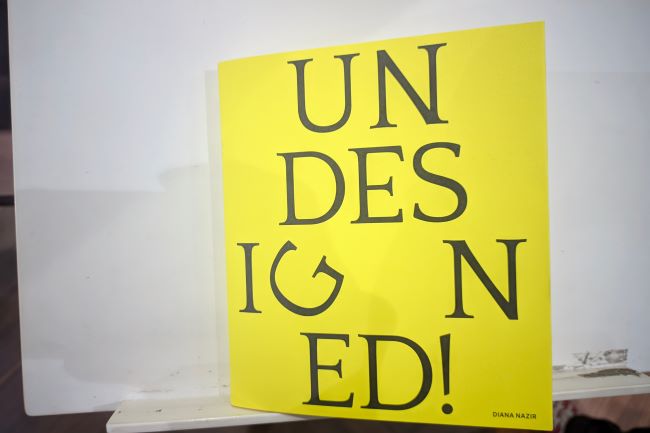 UN
DES
IG N
ED!
DIANA NAZIR